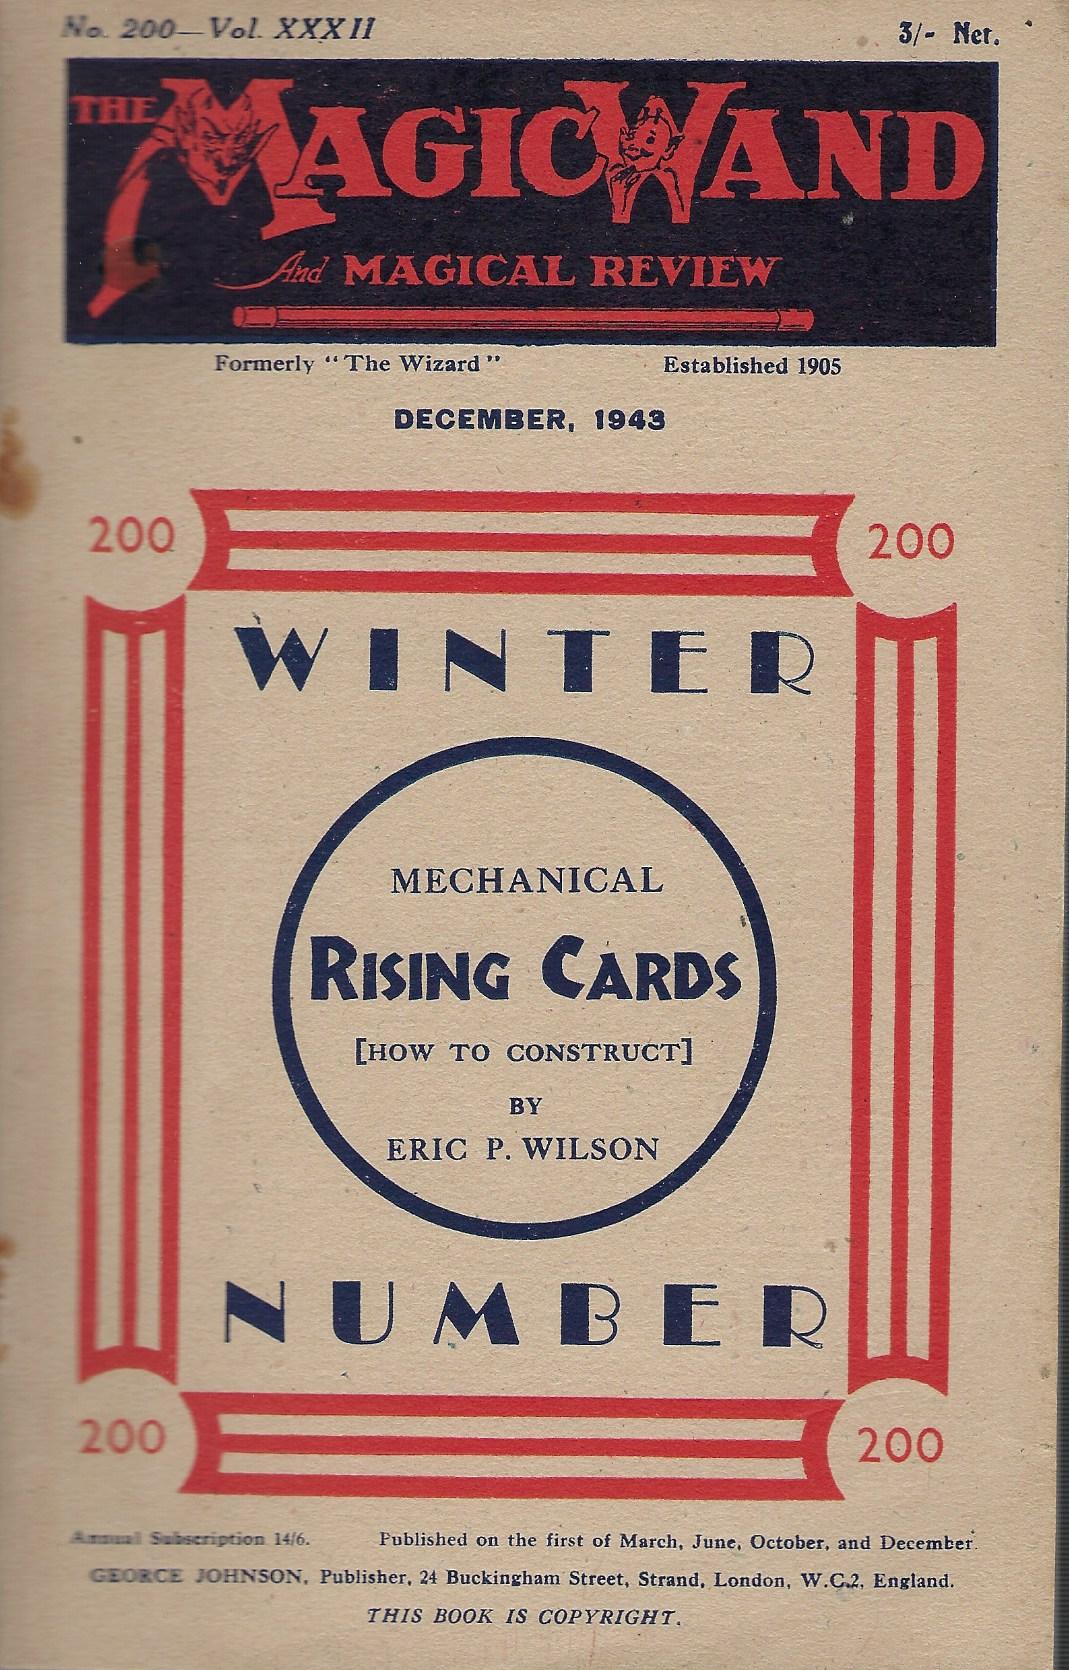 No. 200—Vol. XXXII 3/- Net.
THE MAGIC WAND
And MAGICAL REVIEW
Formerly “The Wizard” Established 1905
DECEMBER, 1943
200 200
WINTER
MECHANICAL
RISING CARDS
[HOW TO CONSTRUCT]
BY
ERIC P. WILSON
NUMBER
200 200
Annual Subscription 14/6. Published on the first of March, June, October, and December.
GEORGE JOHNSON, Publisher, 24 Buckingham Street, Strand, London, W.C.2, England.
THIS BOOK IS COPYRIGHT.